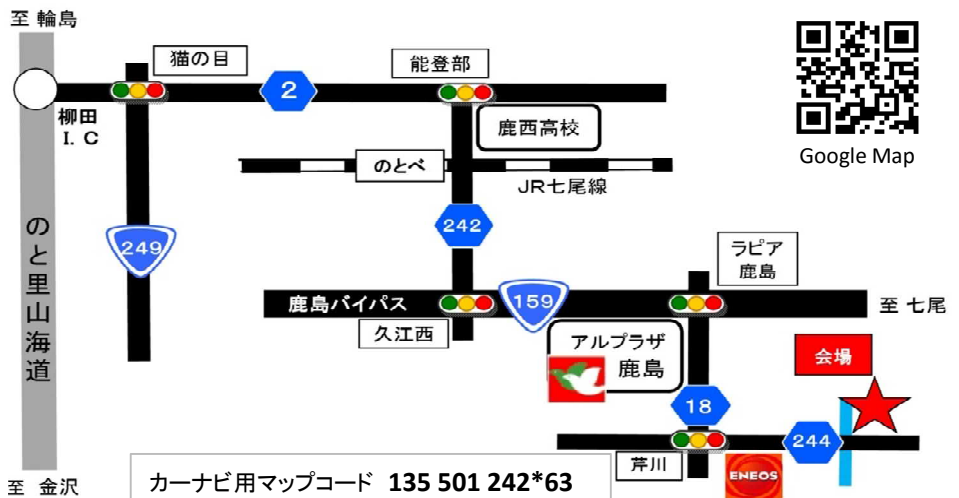 至 輪島
猫の目
能登部
2
柳田
I. C
鹿西高校
Google Map
のとべ
JR七尾線
のと里山海道
249
242
ラピア
鹿島
鹿島バイパス
159
至 七尾
久江西
アルプラザ
鹿島
会場
18
244
芹川
ENEOS
至 金沢
カーナビ用マップコード 135 501 242*63